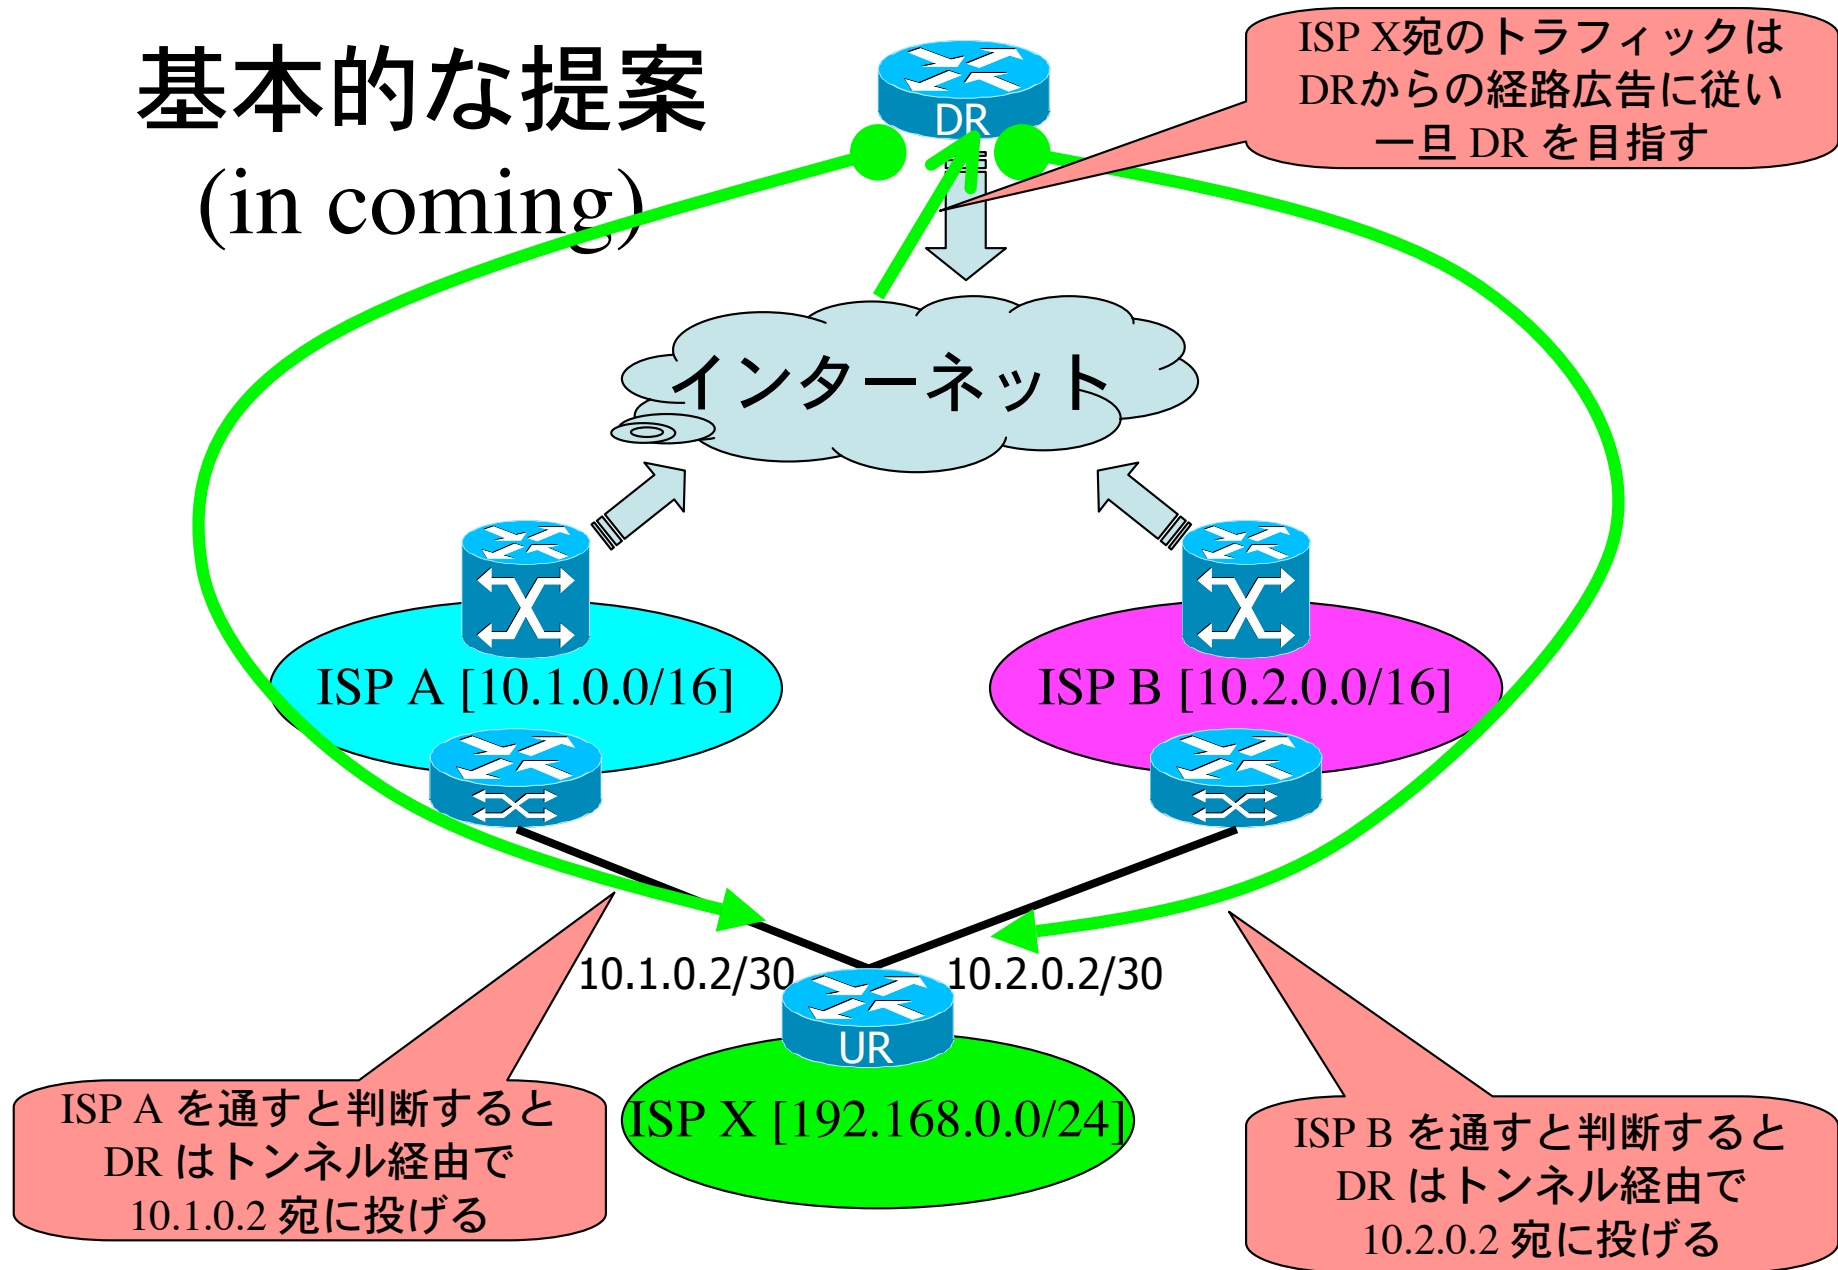 基本的な提案
(in coming)
ISP X宛のトラフィックは
DRからの経路広告に従い
一旦 DR を目指す
DR
インターネット
ISP A [10.1.0.0/16]
ISP B [10.2.0.0/16]
10.1.0.2/30
10.2.0.2/30
UR
ISP X [192.168.0.0/24]
ISP A を通すと判断すると
DR はトンネル経由で
10.1.0.2 宛に投げる
ISP B を通すと判断すると
DR はトンネル経由で
10.2.0.2 宛に投げる